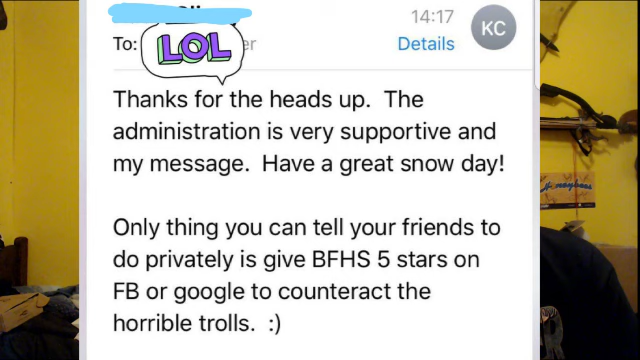 14:17
KC
To:
LOL
er
Details
Thanks for the heads up.  The
administration is very supportive and
my message.  Have a great snow day!
Only thing you can tell your friends to
do privately is give BFHS 5 stars on
FB or google to counteract the
horrible trolls.  :)